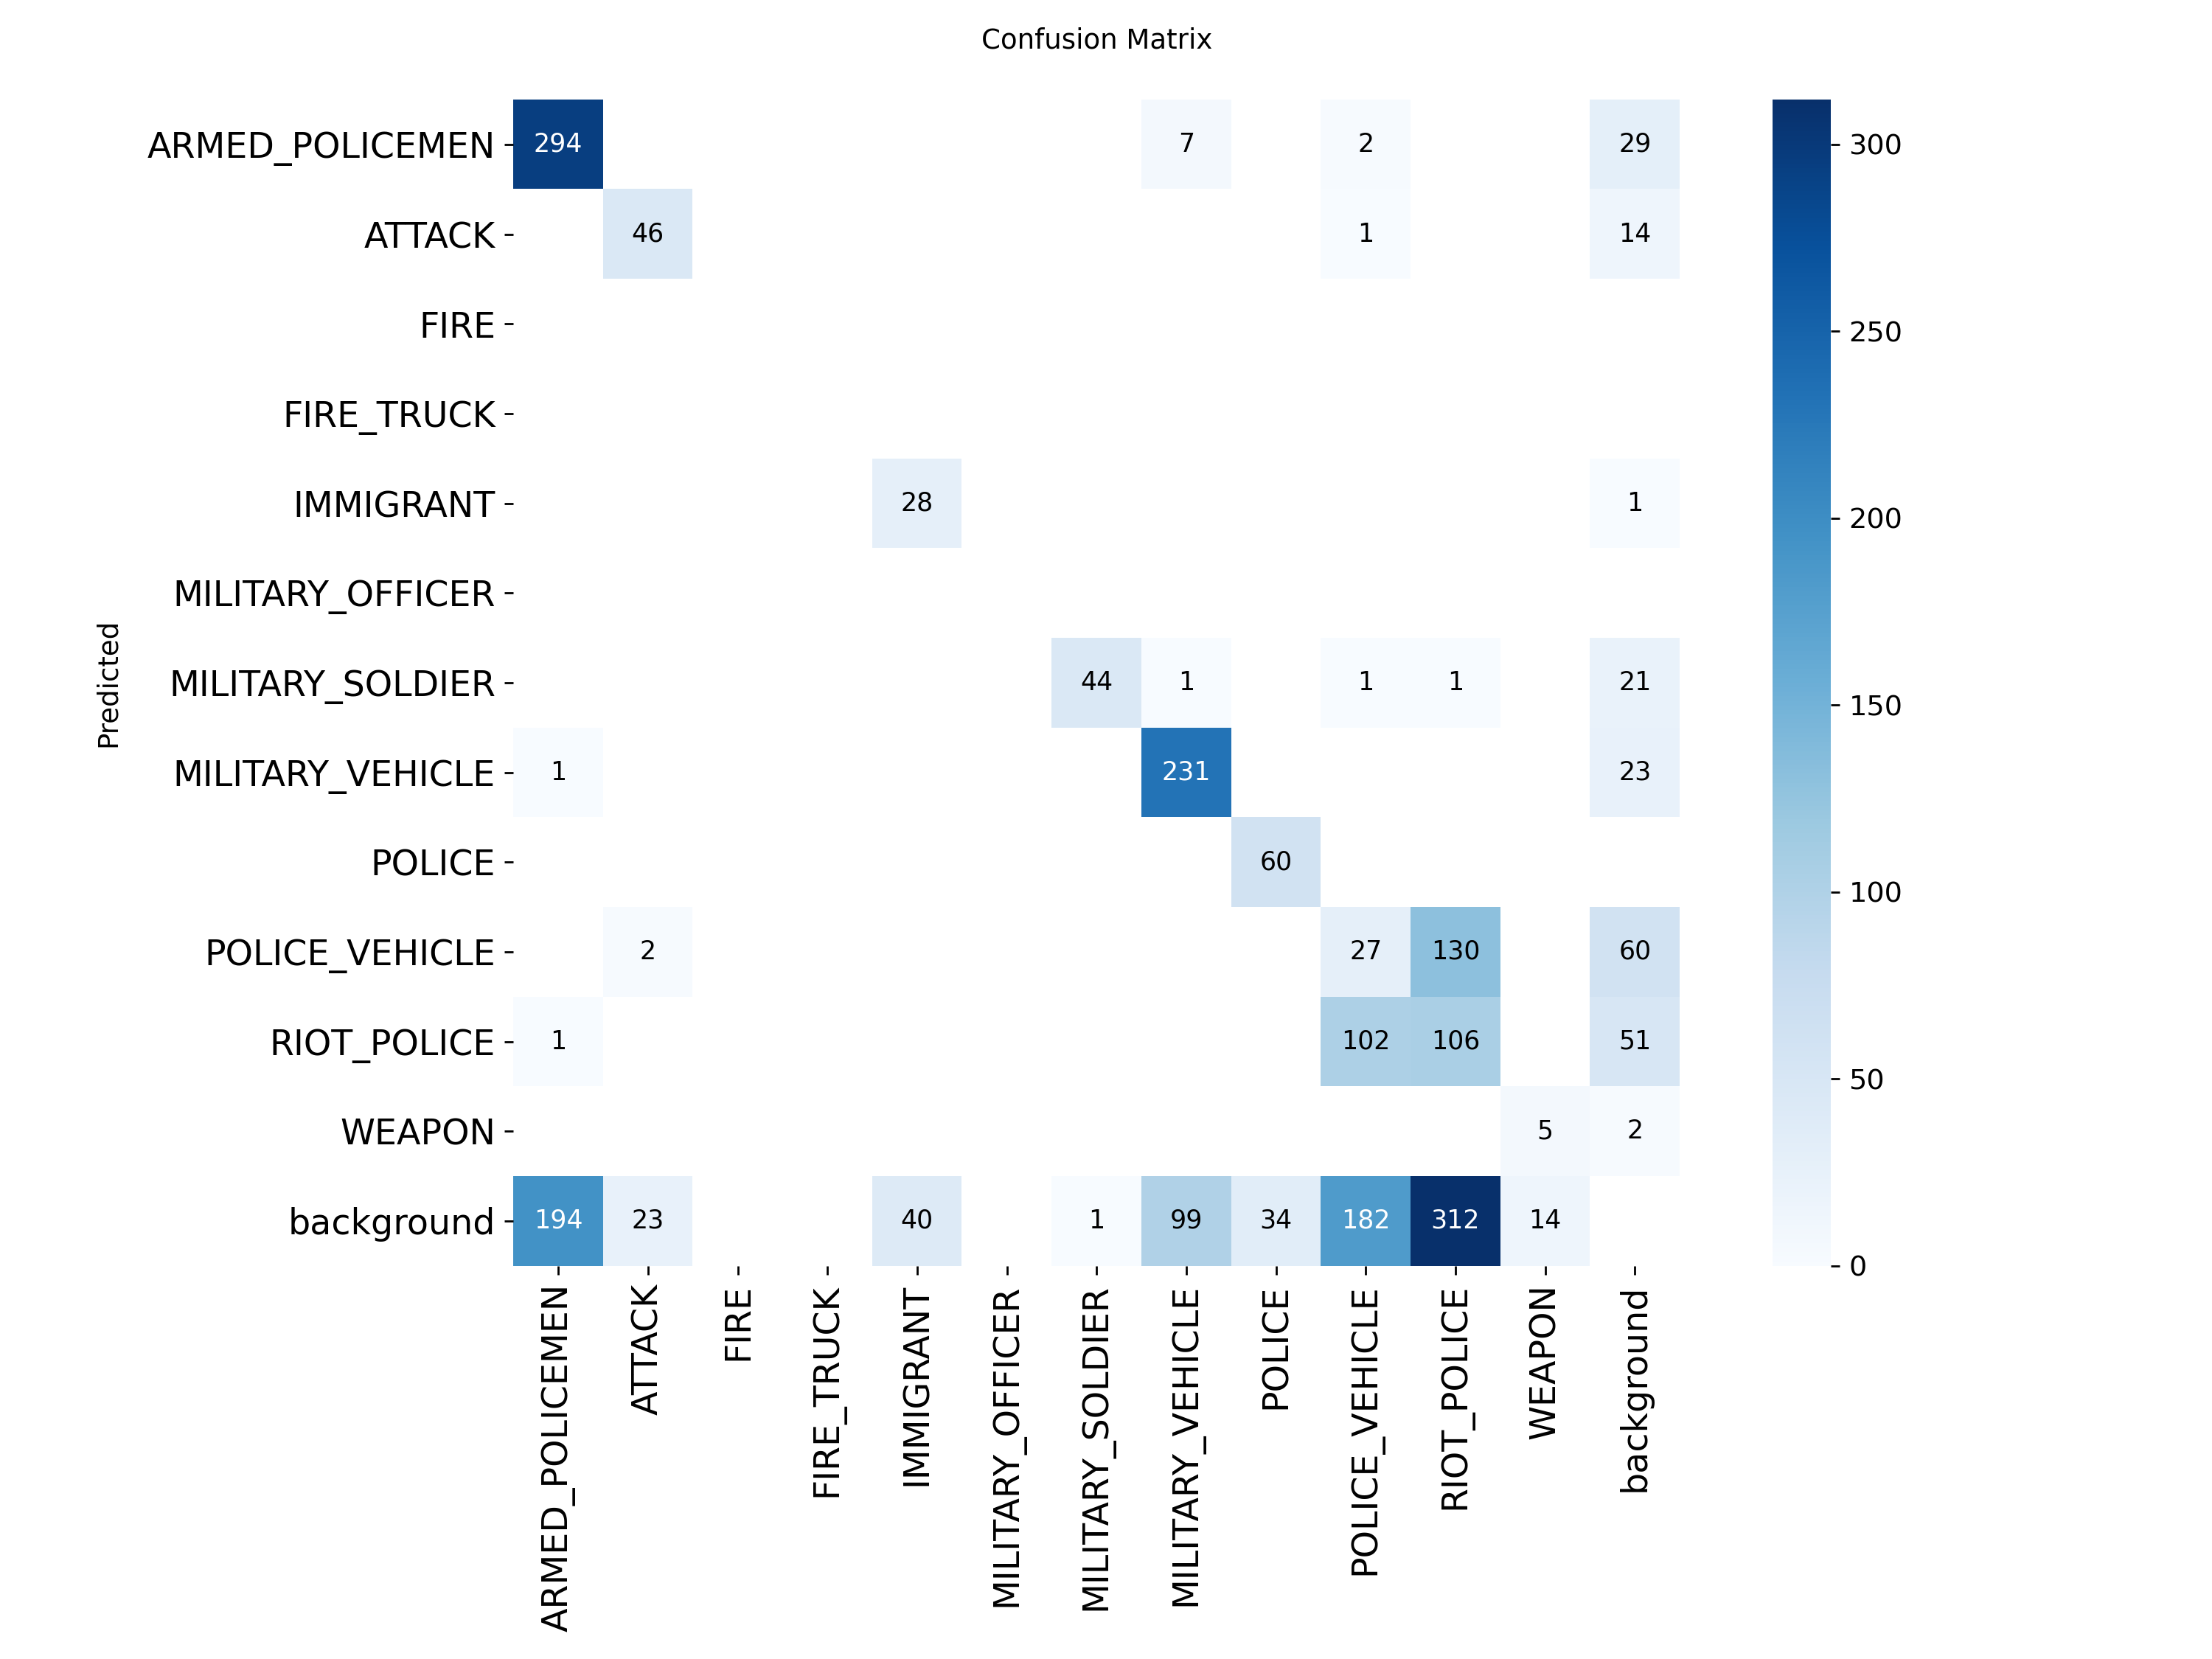 Confusion Matrix
Predicted
ARMED_POLICEMEN 294 7 2 29 300
ATTACK 46 1 14
FIRE 250
FIRE_TRUCK
IMMIGRANT 28 1 200
MILITARY_OFFICER
MILITARY_SOLDIER 44 1 1 1 21 150
MILITARY_VEHICLE 1 231 23
POLICE 60 100
POLICE_VEHICLE 2 27 130 60
RIOT_POLICE 1 102 106 51 50
WEAPON 5 2
background 194 23 40 1 99 34 182 312 14 0
ARMED_POLICEMEN
ATTACK
FIRE
FIRE_TRUCK
IMMIGRANT
MILITARY_OFFICER
MILITARY_SOLDIER
MILITARY_VEHICLE
POLICE
POLICE_VEHICLE
RIOT_POLICE
WEAPON
background